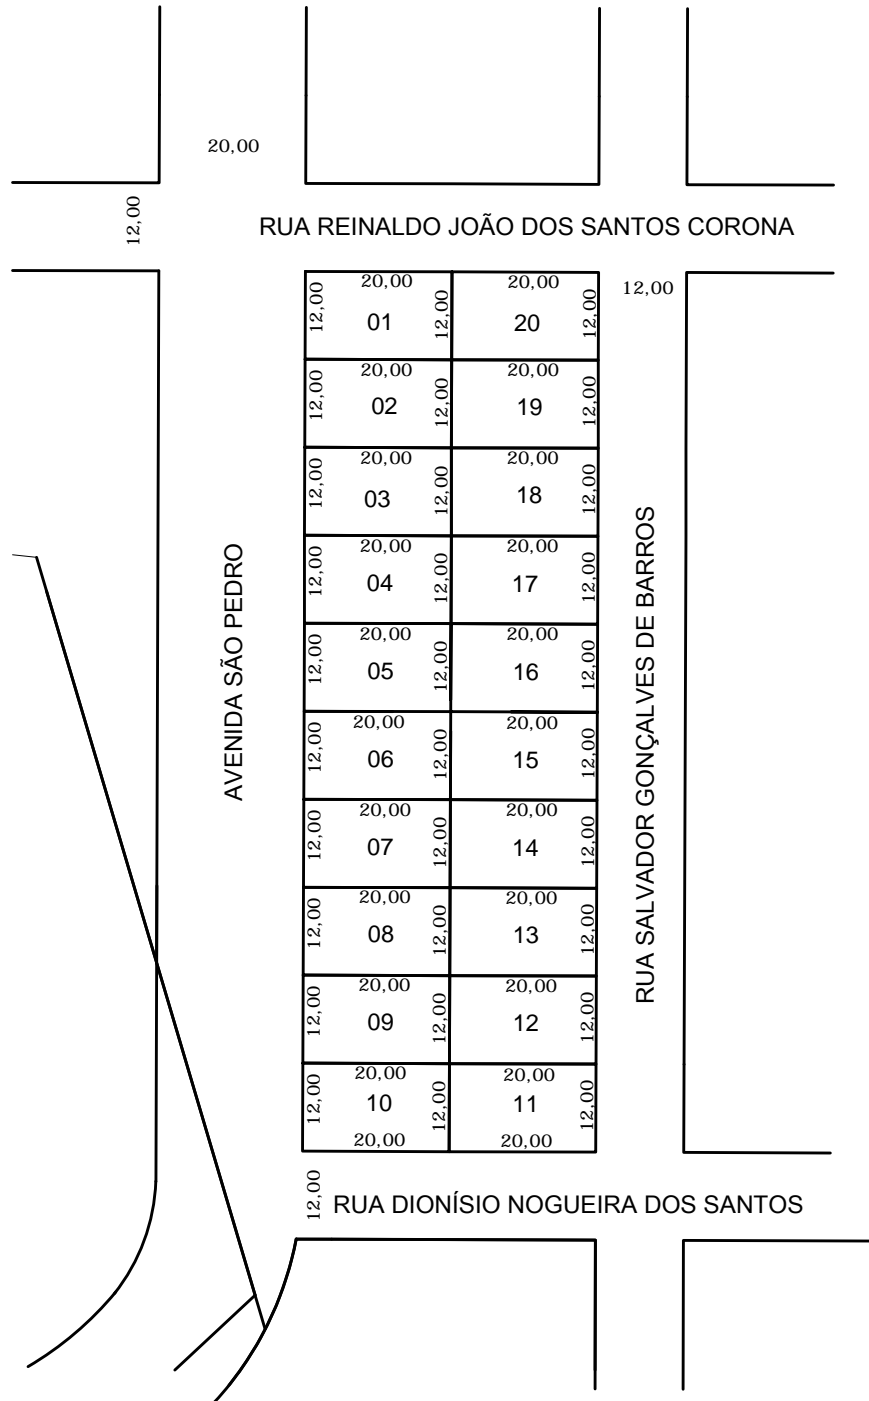 20,00
12,00
RUA REINALDO JOÃO DOS SANTOS CORONA
20,00 20,00
12,00
12,00 01 12,00 20 12,00
20,00 20,00
12,00 02 12,00 19 12,00
20,00 20,00
12,00 03 12,00 18 12,00
20,00 20,00
12,00 04 12,00 17 12,00
20,00 20,00
12,00 05 12,00 16 12,00
20,00 20,00
12,00 06 12,00 15 12,00
20,00 20,00
12,00 07 12,00 14 12,00
20,00 20,00
12,00 08 12,00 13 12,00
20,00 20,00
12,00 09 12,00 12 12,00
20,00 20,00
12,00 10 12,00 11 12,00
20,00 20,00
AVENIDA SÃO PEDRO
RUA SALVADOR GONÇALVES DE BARROS
12,00
RUA DIONÍSIO NOGUEIRA DOS SANTOS